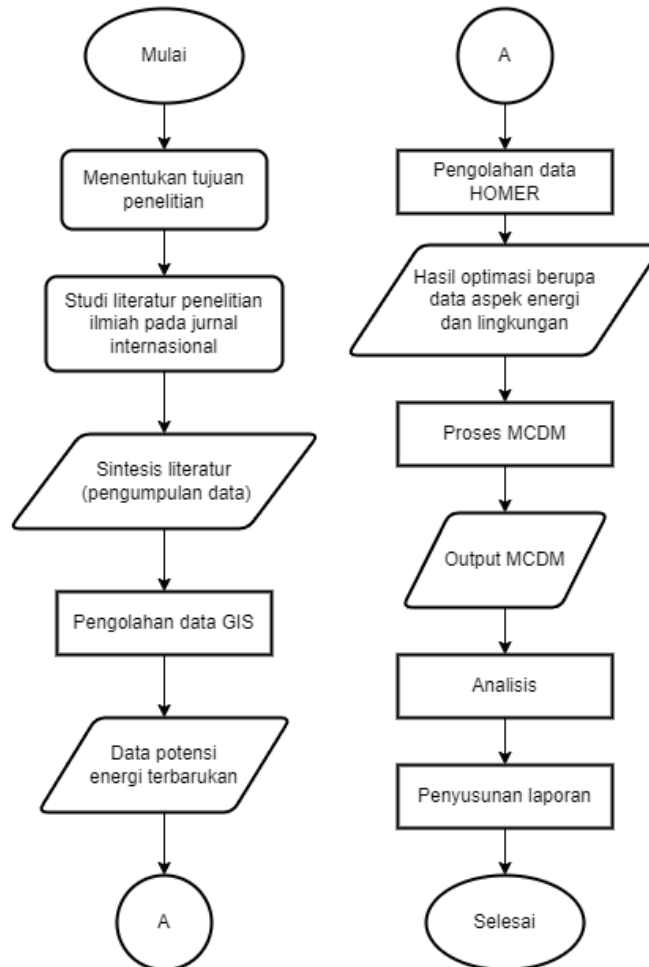 Mulai
Menentukan tujuan
penelitian
Studi literatur penelitian
ilmiah pada jurnal
internasional
Sintesis literatur
(pengumpulan data)
Pengolahan data GIS
Data potensi
energi terbarukan
A
A
Pengolahan data
HOMER
Hasil optimasi berupa
data aspek energi
dan lingkungan
Proses MCDM
Output MCDM
Analisis
Penyusunan laporan
Selesai